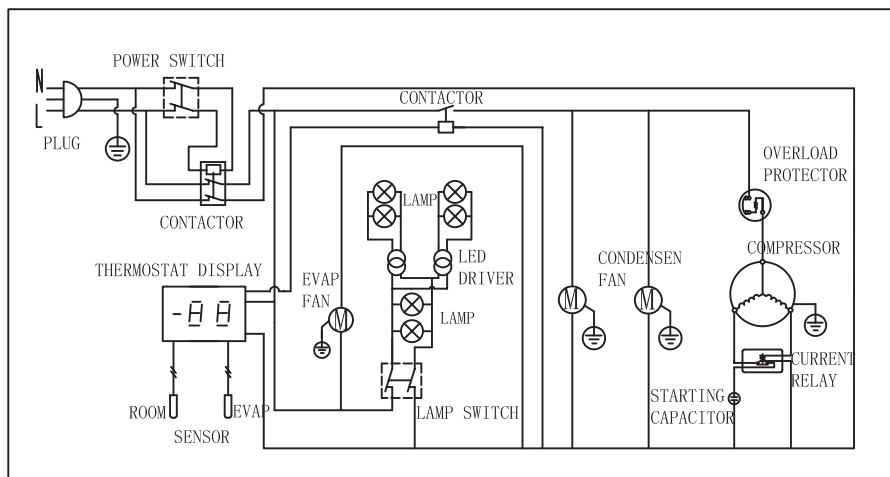 POWER SWITCH
N
L
PLUG
CONTACTOR
CONTACTOR
OVERLOAD
PROTECTOR
LAMP
THERMOSTAT DISPLAY
-88
EVAP
FAN
M
LED
DRIVER
LAMP
CONDENSEN
FAN
M
M
COMPRESSOR
CURRENT
RELAY
STARTING
CAPACITOR
ROOM
EVAP
SENSOR
LAMP SWITCH